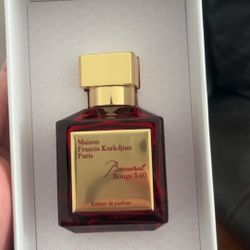 Maison
Francis Kurkdjian
Paris
Baccarat
Rouge 540
Extrait de parfum